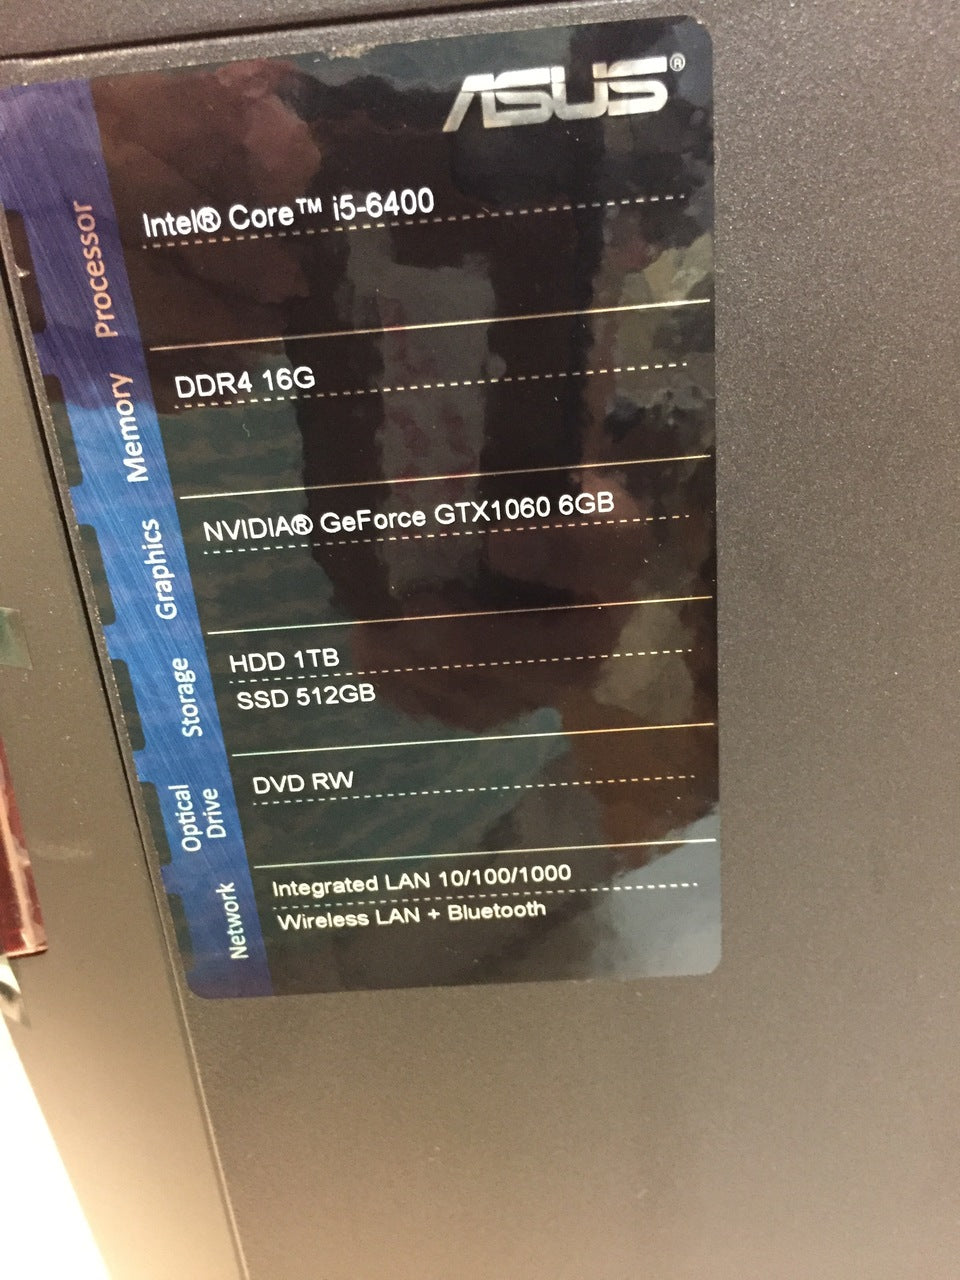 ASUS®
Processor
Intel® Core™ i5-6400
Memory
DDR4 16G
Graphics
NVIDIA® GeForce GTX1060 6GB
Storage
HDD 1TB
SSD 512GB
Optical
Drive
DVD RW
Network
Integrated LAN 10/100/1000
Wireless LAN + Bluetooth